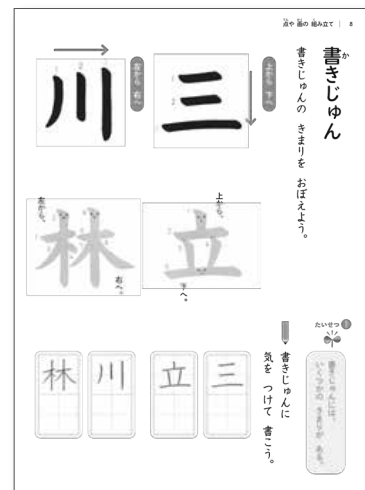 点や 画の 組み立て | 8
書きじゅん
か
書きじゅんの きまりを おぼえよう。
上から 下へ
三
左から 右へ
川
上から、
立
下へ。
左から、
林
右へ。
たいせつ
書きじゅんには、
いくつかの きまりが ある。
書きじゅんに
気を つけて 書こう。
三
立
川
林